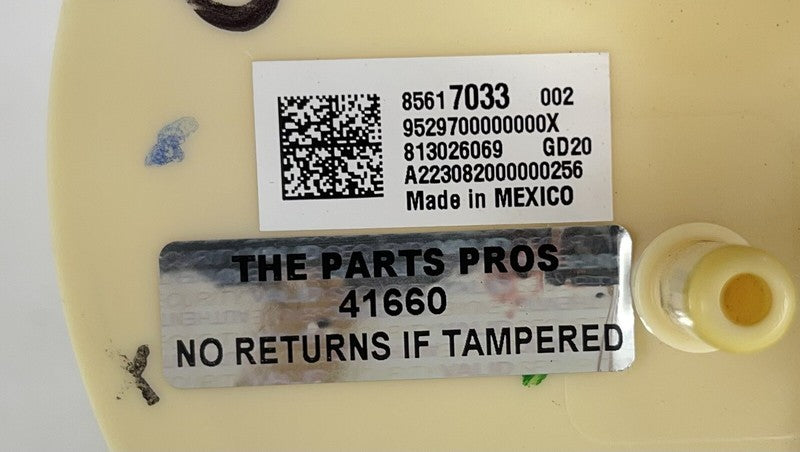 85617033 002
9529700000000X
813026069 GD20
A223082000000256
Made in MEXICO
THE PARTS PROS
41660
NO RETURNS IF TAMPERED